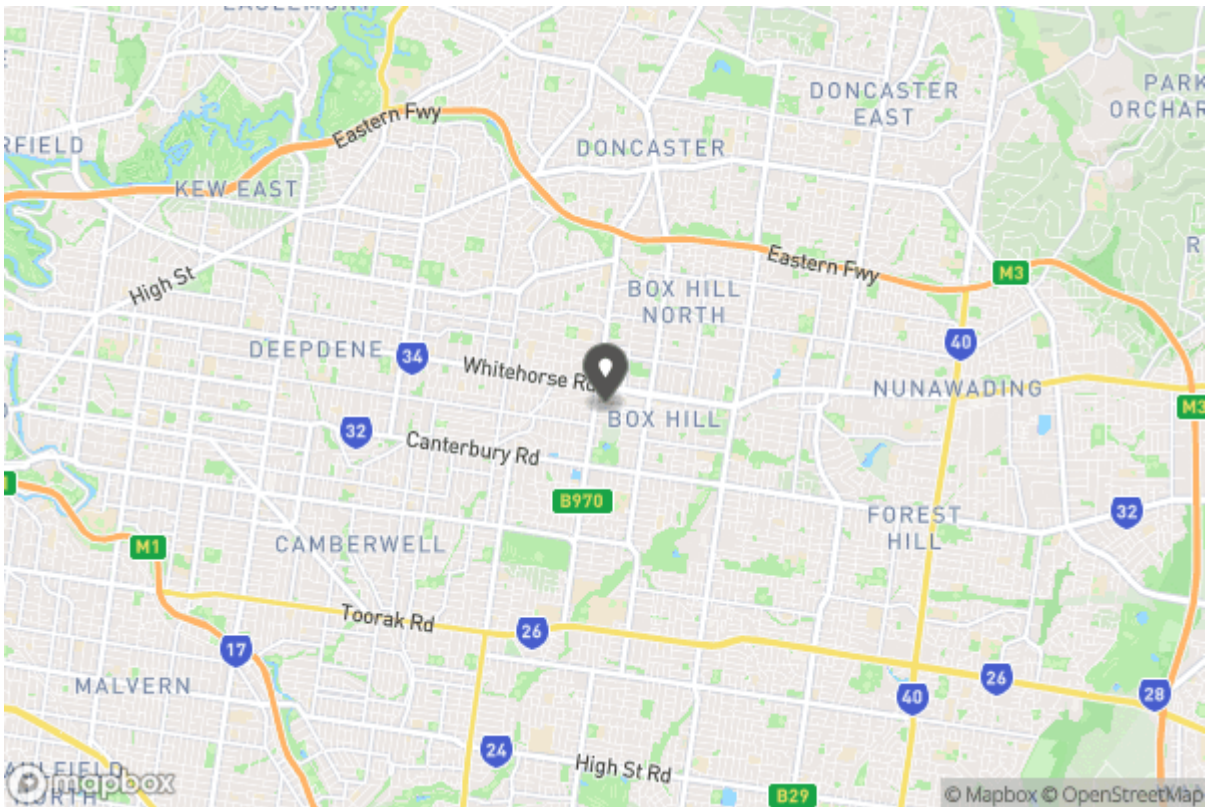 Eastern Fwy
DONCASTER
EAST
PARK
DONCASTER
KEW EAST
Eastern Fwy
M3
High St
BOX HILL
NORTH
DEEPDENE
34
Whitehorse Rd
40
NUNAWADING
M3
BOX HILL
32
Canterbury Rd
B970
32
FOREST
HILL
M1
CAMBERWELL
Toorak Rd
26
17
MALVERN
26
40
28
24
High St Rd
B29
mapbox
© Mapbox © OpenStreetMap